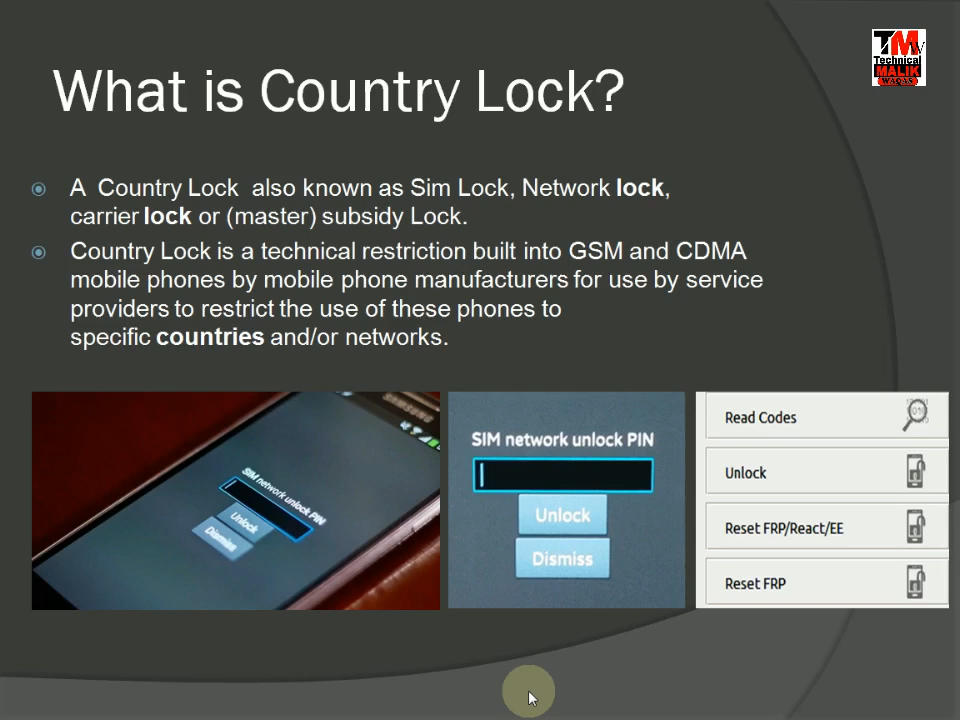 TMW
Technical
MALIK
WAQAS
What is Country Lock?
A Country Lock also known as Sim Lock, Network lock,
carrier lock or (master) subsidy Lock.
Country Lock is a technical restriction built into GSM and CDMA
mobile phones by mobile phone manufacturers for use by service
providers to restrict the use of these phones to
specific countries and/or networks.
SAMSUNG
SIM network unlock PIN
Unlock
Dismiss
SIM network unlock PIN
Unlock
Dismiss
Read Codes
Unlock
Reset FRP/React/EE
Reset FRP